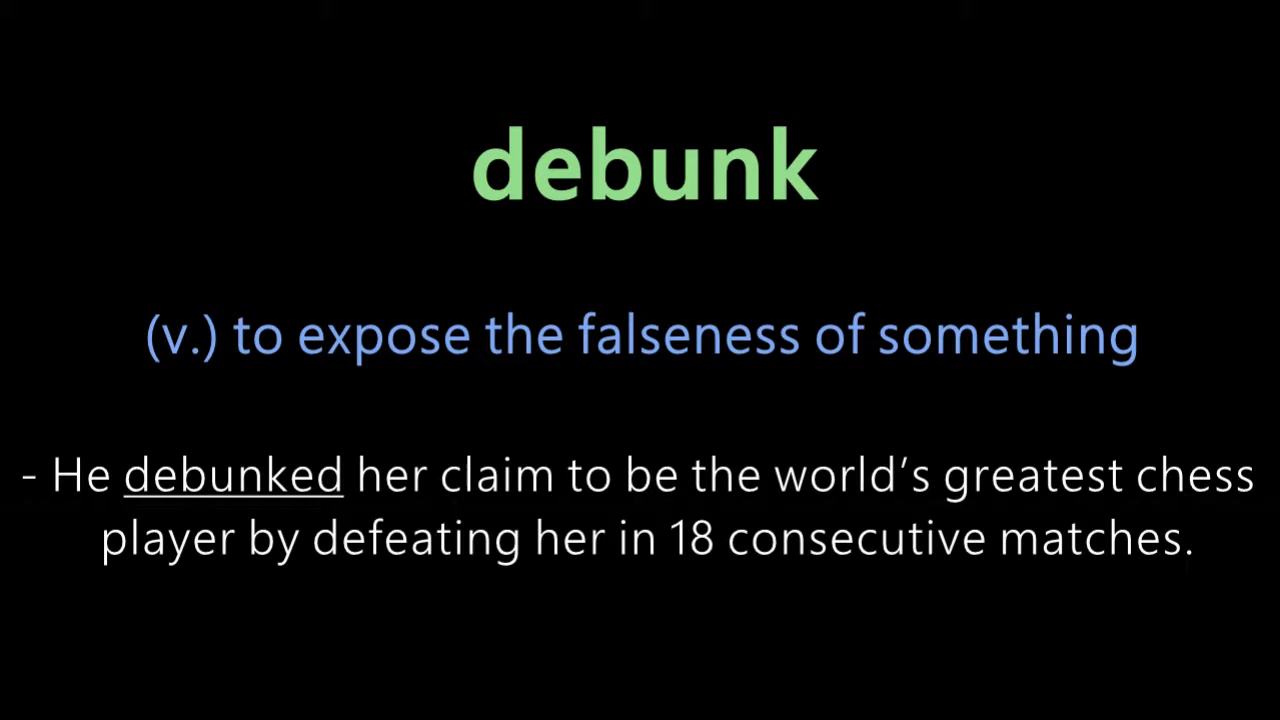 debunk
(v.) to expose the falseness of something
- He debunked her claim to be the world’s greatest chess
player by defeating her in 18 consecutive matches.